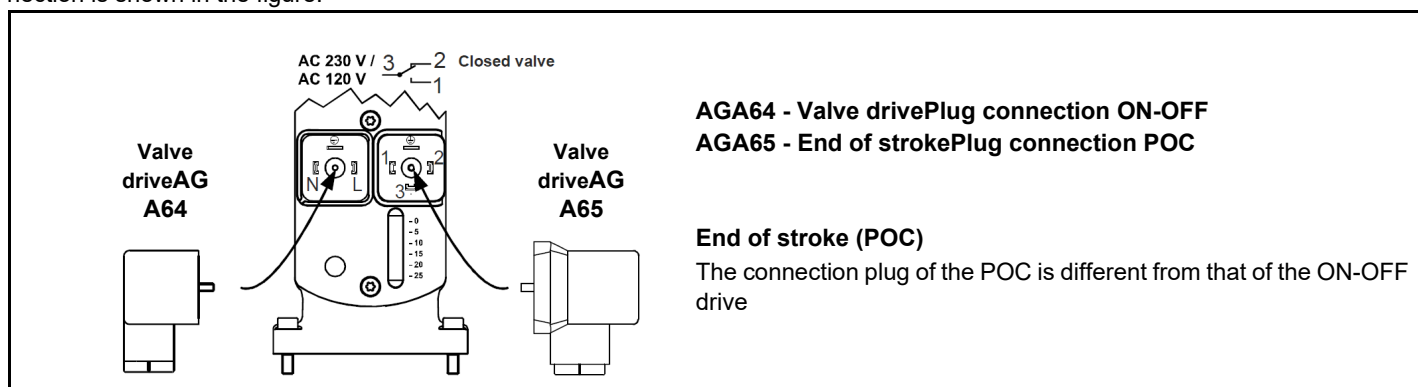 nection is shown in the figure.
AC 230 V / 3 2 Closed valve
AC 120 V 1
Valve
driveAG
A64
N L
1 2
3
- 0
- 5
- 10
- 15
- 20
- 25
Valve
driveAG
A65
AGA64 - Valve drivePlug connection ON-OFF
AGA65 - End of strokePlug connection POC
End of stroke (POC)
The connection plug of the POC is different from that of the ON-OFF
drive